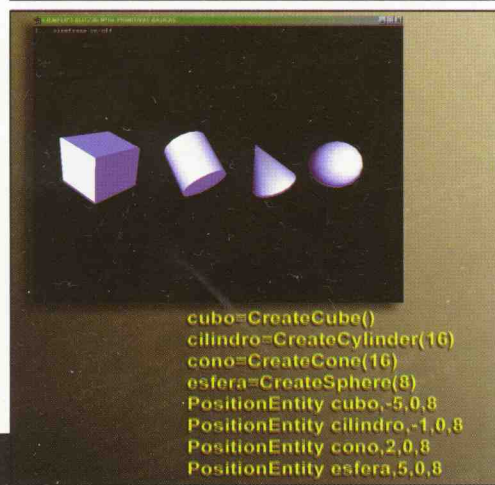 cubo=CreateCube()
cilindro=CreateCylinder(16)
cono=CreateCone(16)
esfera=CreateSphere(8)
PositionEntity cubo,-5,0,8
PositionEntity cilindro,-1,0,8
PositionEntity cono,2,0,8
PositionEntity esfera,5,0,8